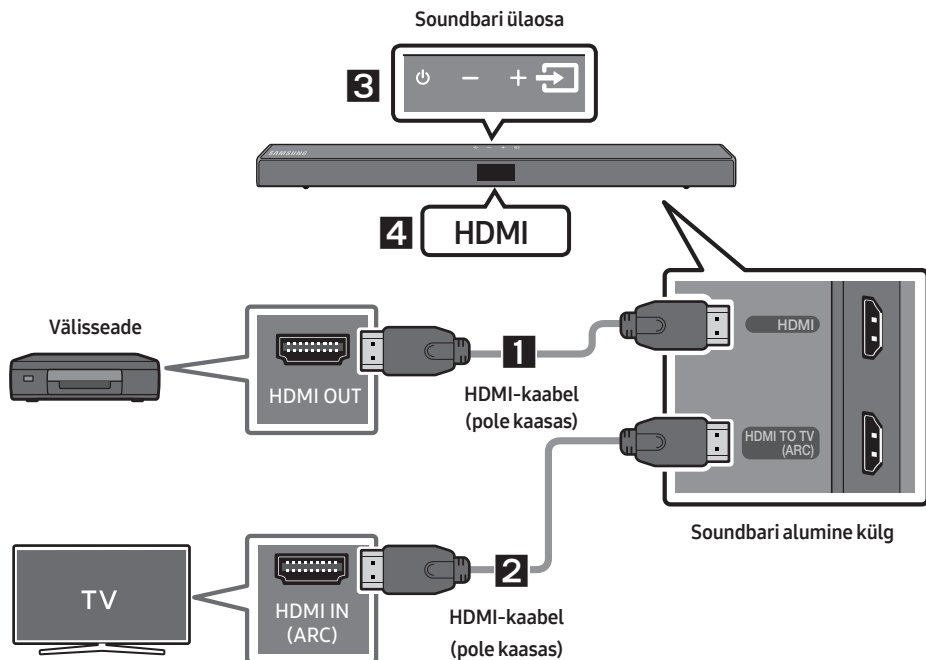 Soundbari ülaosa
3
SAMSUNG
4
HDMI
Välisseade
HDMI OUT
1
HDMI-kaabel
(pole kaasas)
HDMI
HDMI TO TV
(ARC)
Soundbari alumine külg
TV
HDMI IN
(ARC)
2
HDMI-kaabel
(pole kaasas)